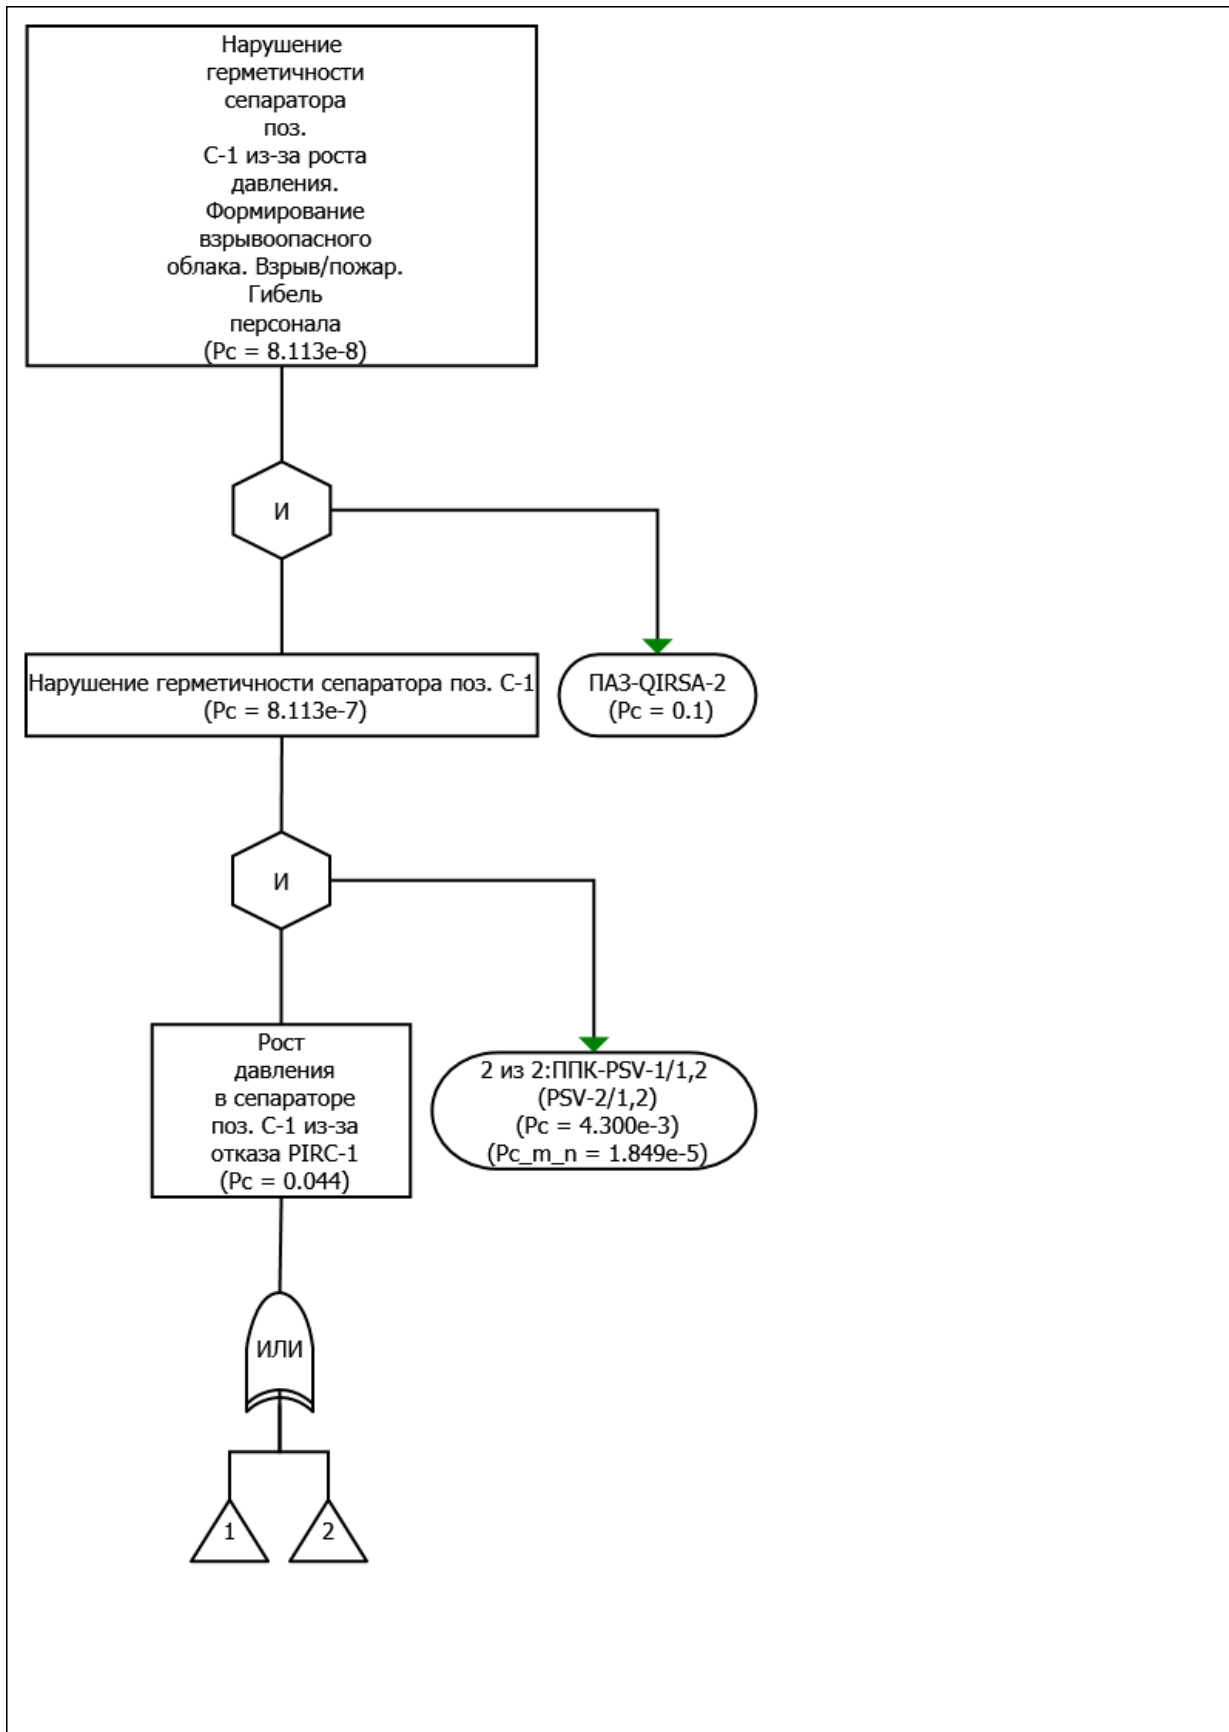 Нарушение
герметичности
сепаратора
поз.
С-1 из-за роста
давления.
Формирование
взрывоопасного
облака. Взрыв/пожар.
Гибель
персонала
(Pc = 8.113e-8)
И
Нарушение герметичности сепаратора поз. С-1
(Pc = 8.113e-7)
ПАЗ-QIRSA-2
(Pc = 0.1)
И
Рост
давления
в сепараторе
поз. С-1 из-за
отказа PIRC-1
(Pc = 0.044)
2 из 2:ППК-PSV-1/1,2
(PSV-2/1,2)
(Pc = 4.300e-3)
(Pc_m_n = 1.849e-5)
ИЛИ
1
2